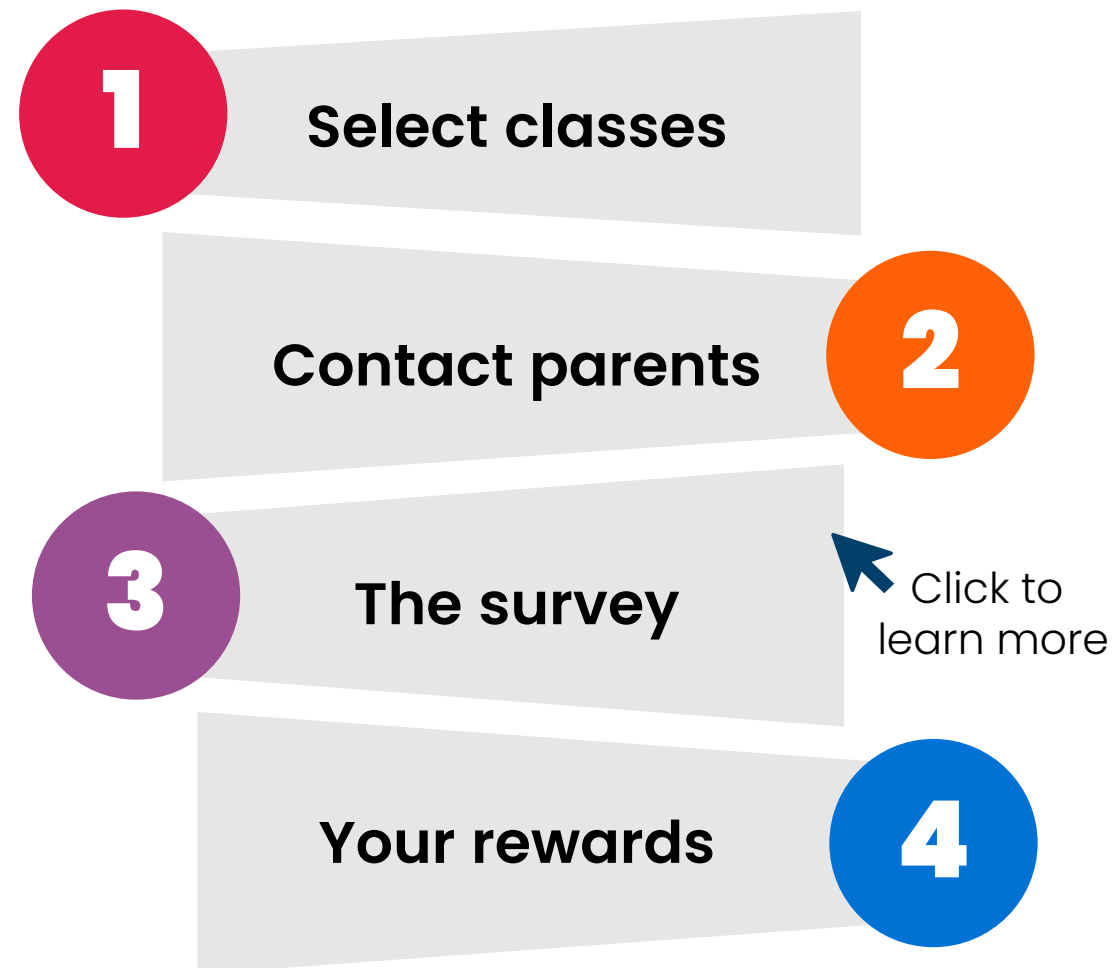 1
Select classes
Contact parents
2
3
The survey
Click to
learn more
Your rewards
4